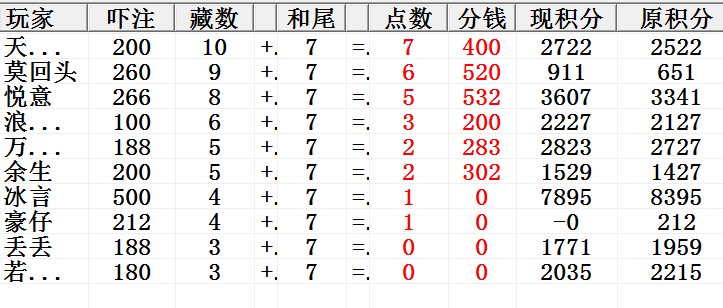 玩家 吓注 藏数 和尾 点数 分钱 现积分 原积分
天... 200 10 +. 7 =. 7 400 2722 2522
莫回头 260 9 +. 7 =. 6 520 911 651
悦意 266 8 +. 7 =. 5 532 3607 3341
浪... 100 6 +. 7 =. 3 200 2227 2127
万... 188 5 +. 7 =. 2 283 2823 2727
余生 200 5 +. 7 =. 2 302 1529 1427
冰言 500 4 +. 7 =. 1 0 7895 8395
豪仔 212 4 +. 7 =. 1 0 -0 212
丢丢 188 3 +. 7 =. 0 0 1771 1959
若... 180 3 +. 7 =. 0 0 2035 2215